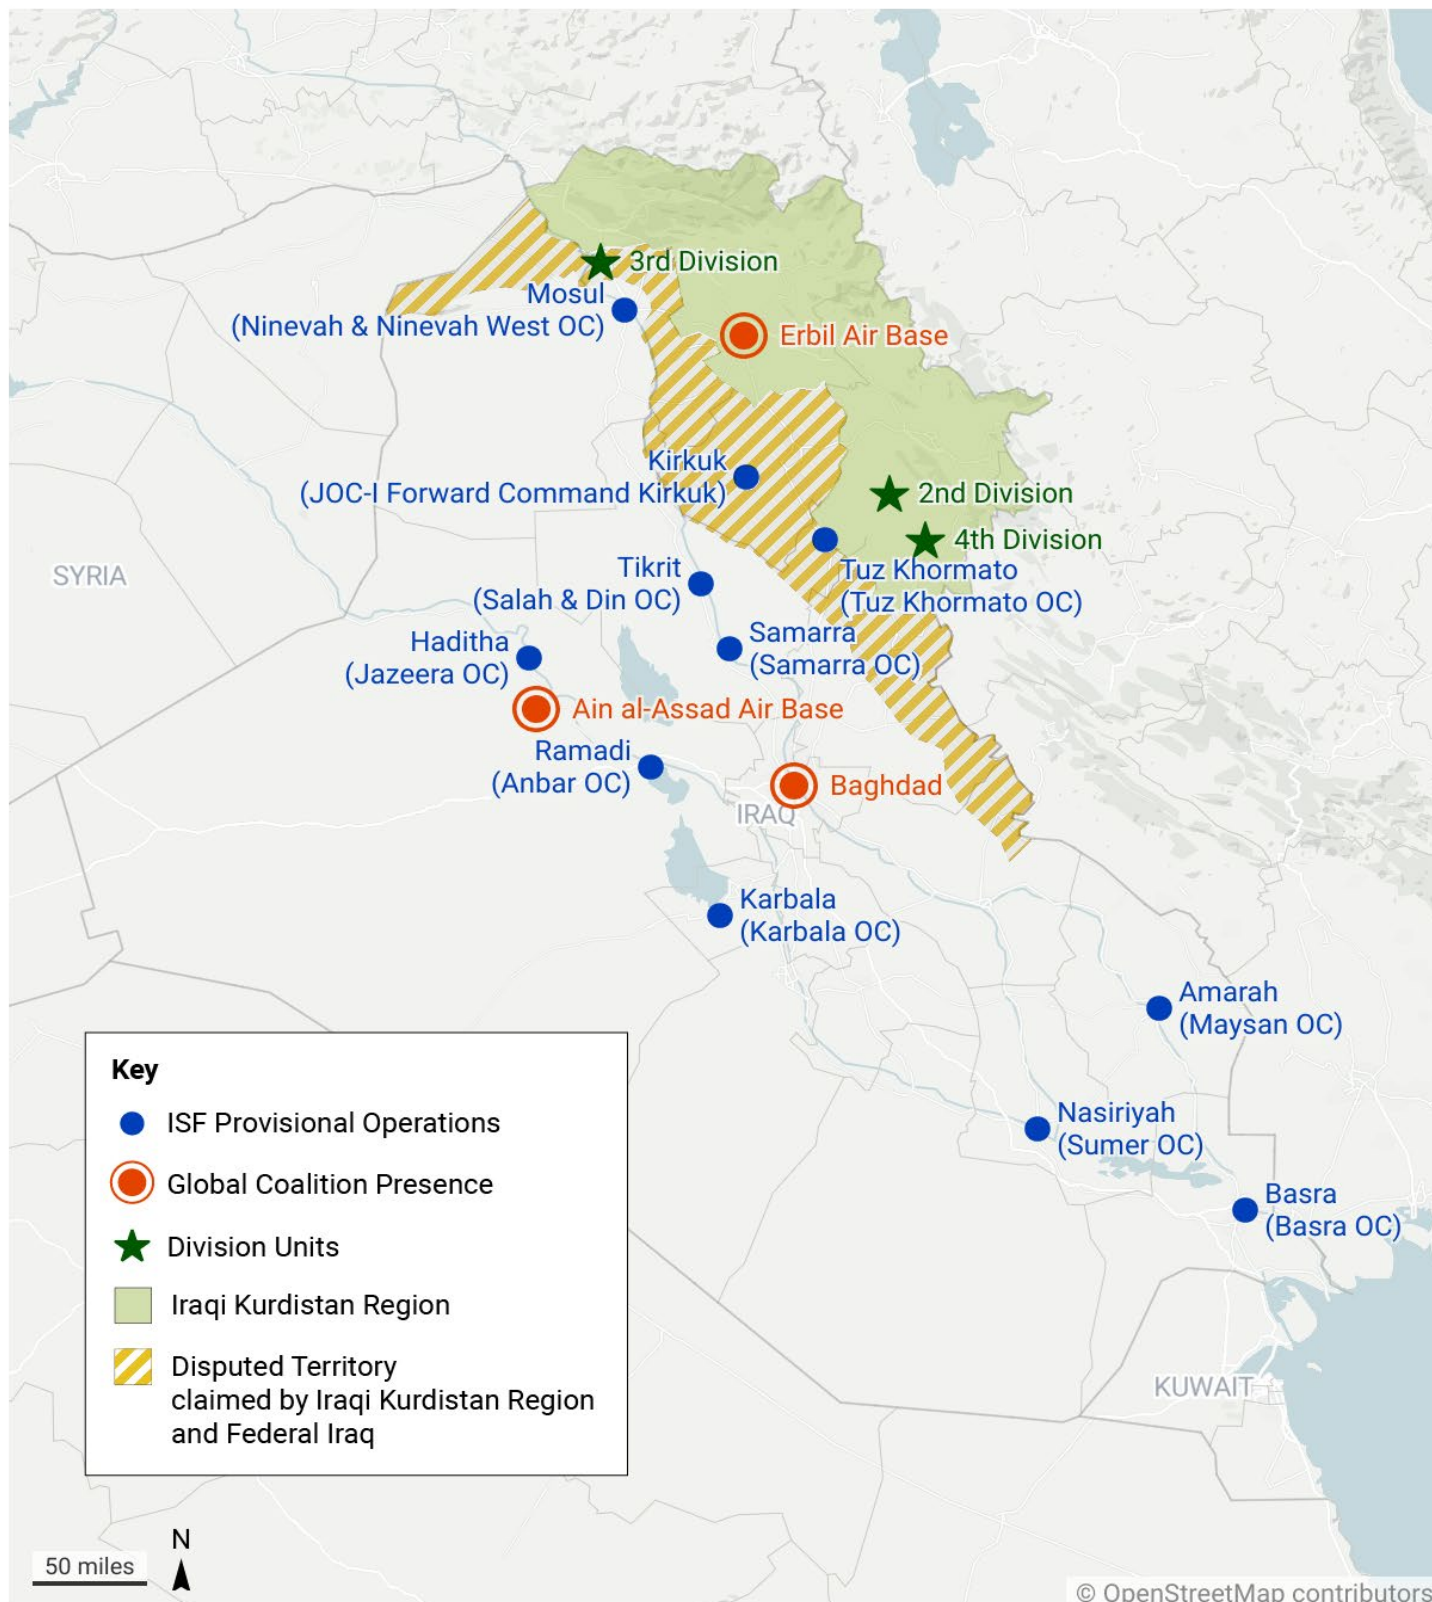 3rd Division
Mosul
(Ninevah & Ninevah West OC)
Erbil Air Base
Kirkuk
(JOC-I Forward Command Kirkuk)
2nd Division
4th Division
SYRIA
Tikrit
(Salah & Din OC)
Tuz Khormato
(Tuz Khormato OC)
Haditha
(Jazeera OC)
Samarra
(Samarra OC)
Ain al-Assad Air Base
Ramadi
(Anbar OC)
Baghdad
IRAQ
Karbala
(Karbala OC)
Amarah
(Maysan OC)
Nasiriyah
(Sumer OC)
Basra
(Basra OC)
KUWAIT
Key
ISF Provisional Operations
Global Coalition Presence
Division Units
Iraqi Kurdistan Region
Disputed Territory
claimed by Iraqi Kurdistan Region
and Federal Iraq
N
50 miles
© OpenStreetMap contributors